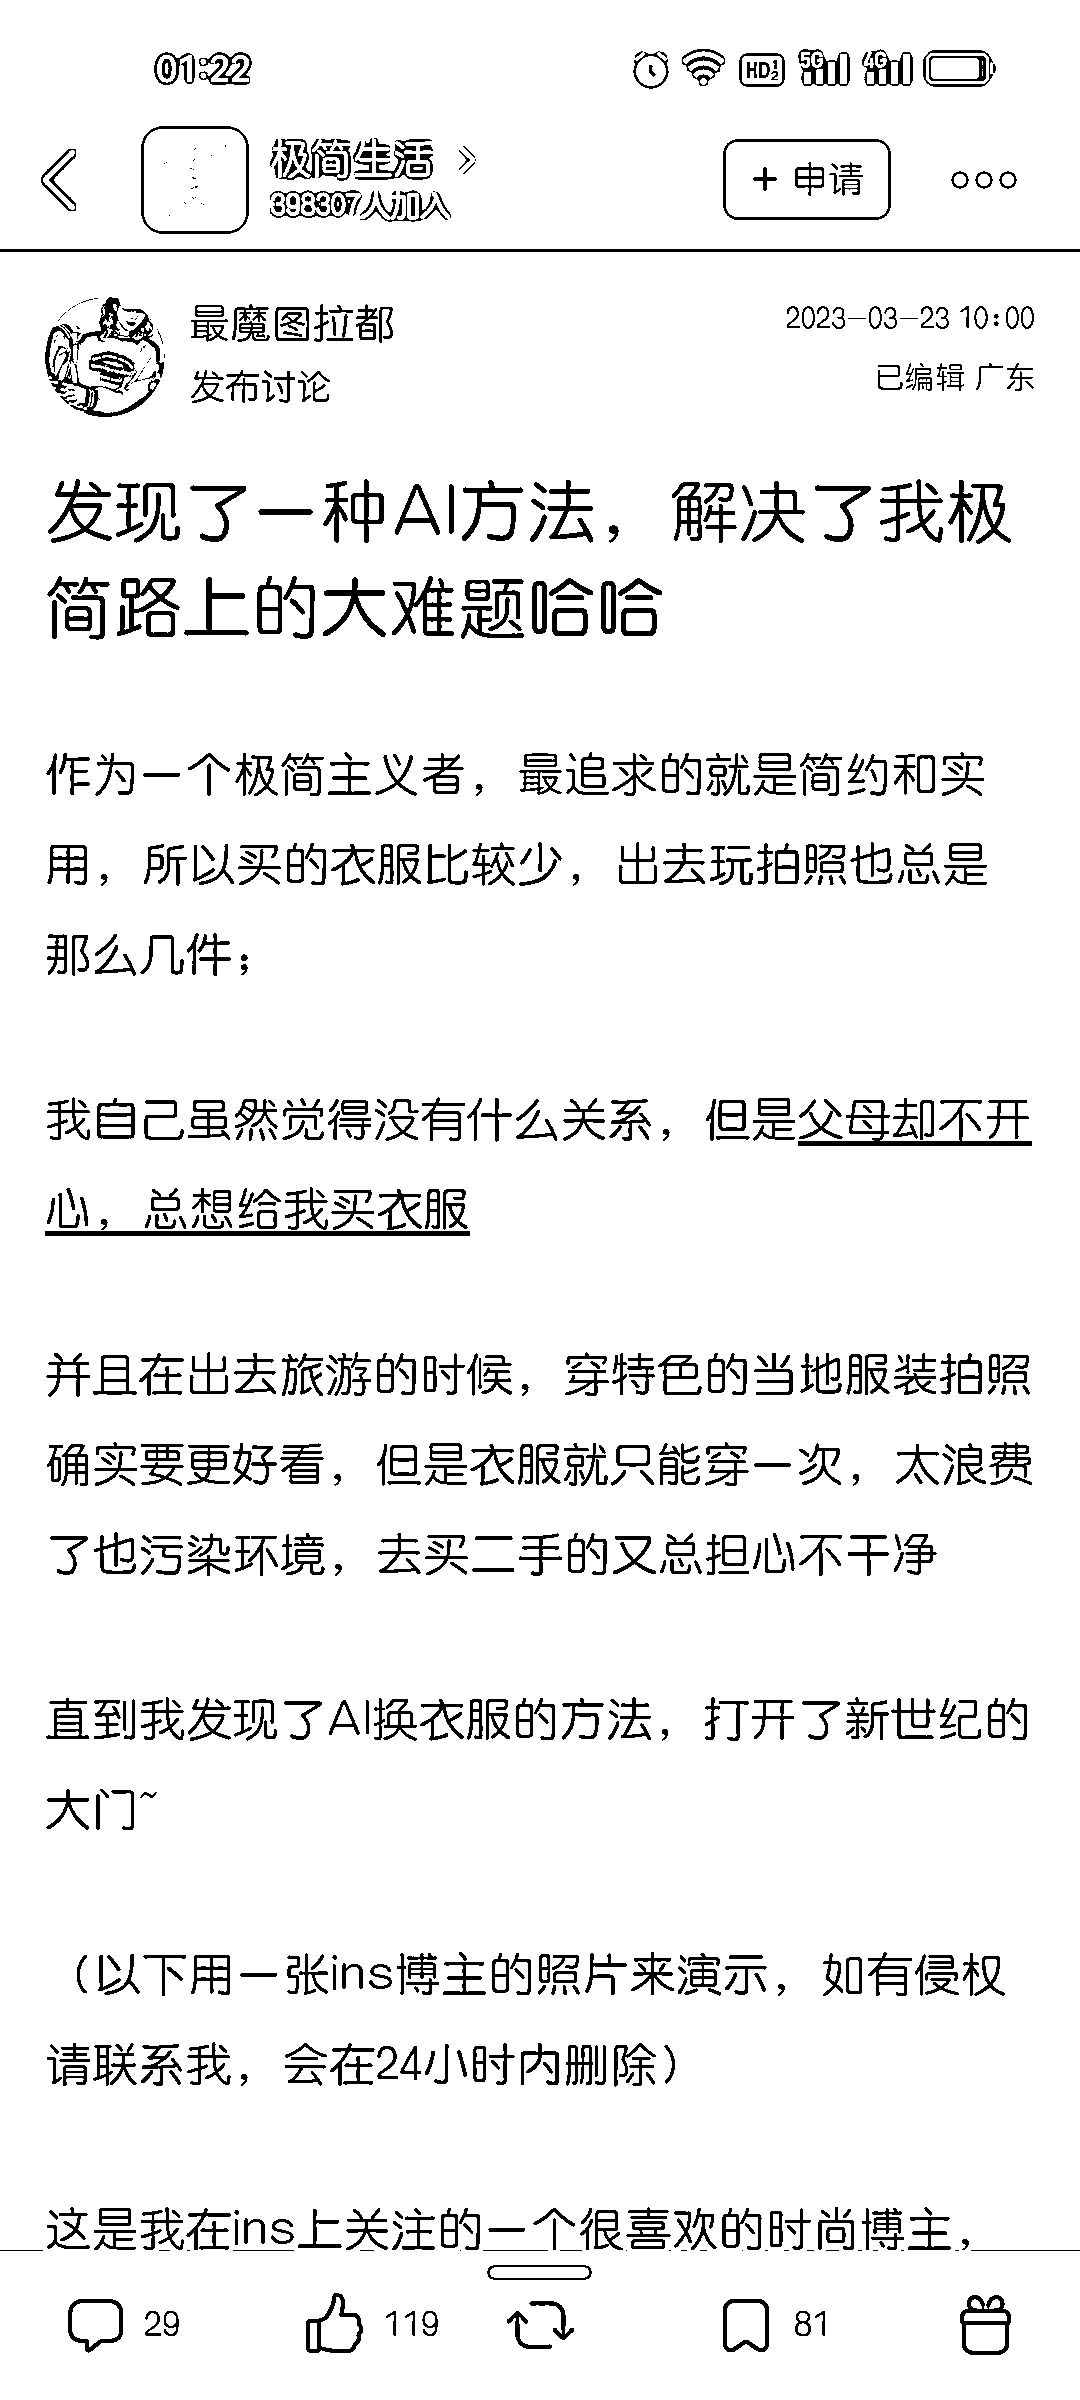 01:22
HD 1 2 5G 4G
极简生活
398307人加入
+ 申请
最魔图拉都
2023-03-23 10:00
发布讨论
已编辑 广东
发现了一种AI方法，解决了我极
简路上的大难题哈哈
作为一个极简主义者，最追求的就是简约和实
用，所以买的衣服比较少，出去玩拍照也总是
那么几件；
我自己虽然觉得没有什么关系，但是父母却不开
心，总想给我买衣服
并且在出去旅游的时候，穿特色的当地服装拍照
确实要更好看，但是衣服就只能穿一次，太浪费
了也污染环境，去买二手的又总担心不干净
直到我发现了AI换衣服的方法，打开了新世纪的
大门~
（以下用一张ins博主的照片来演示，如有侵权
请联系我，会在24小时内删除）
这是我在ins上关注的一个很喜欢的时尚博主，
29
119
81